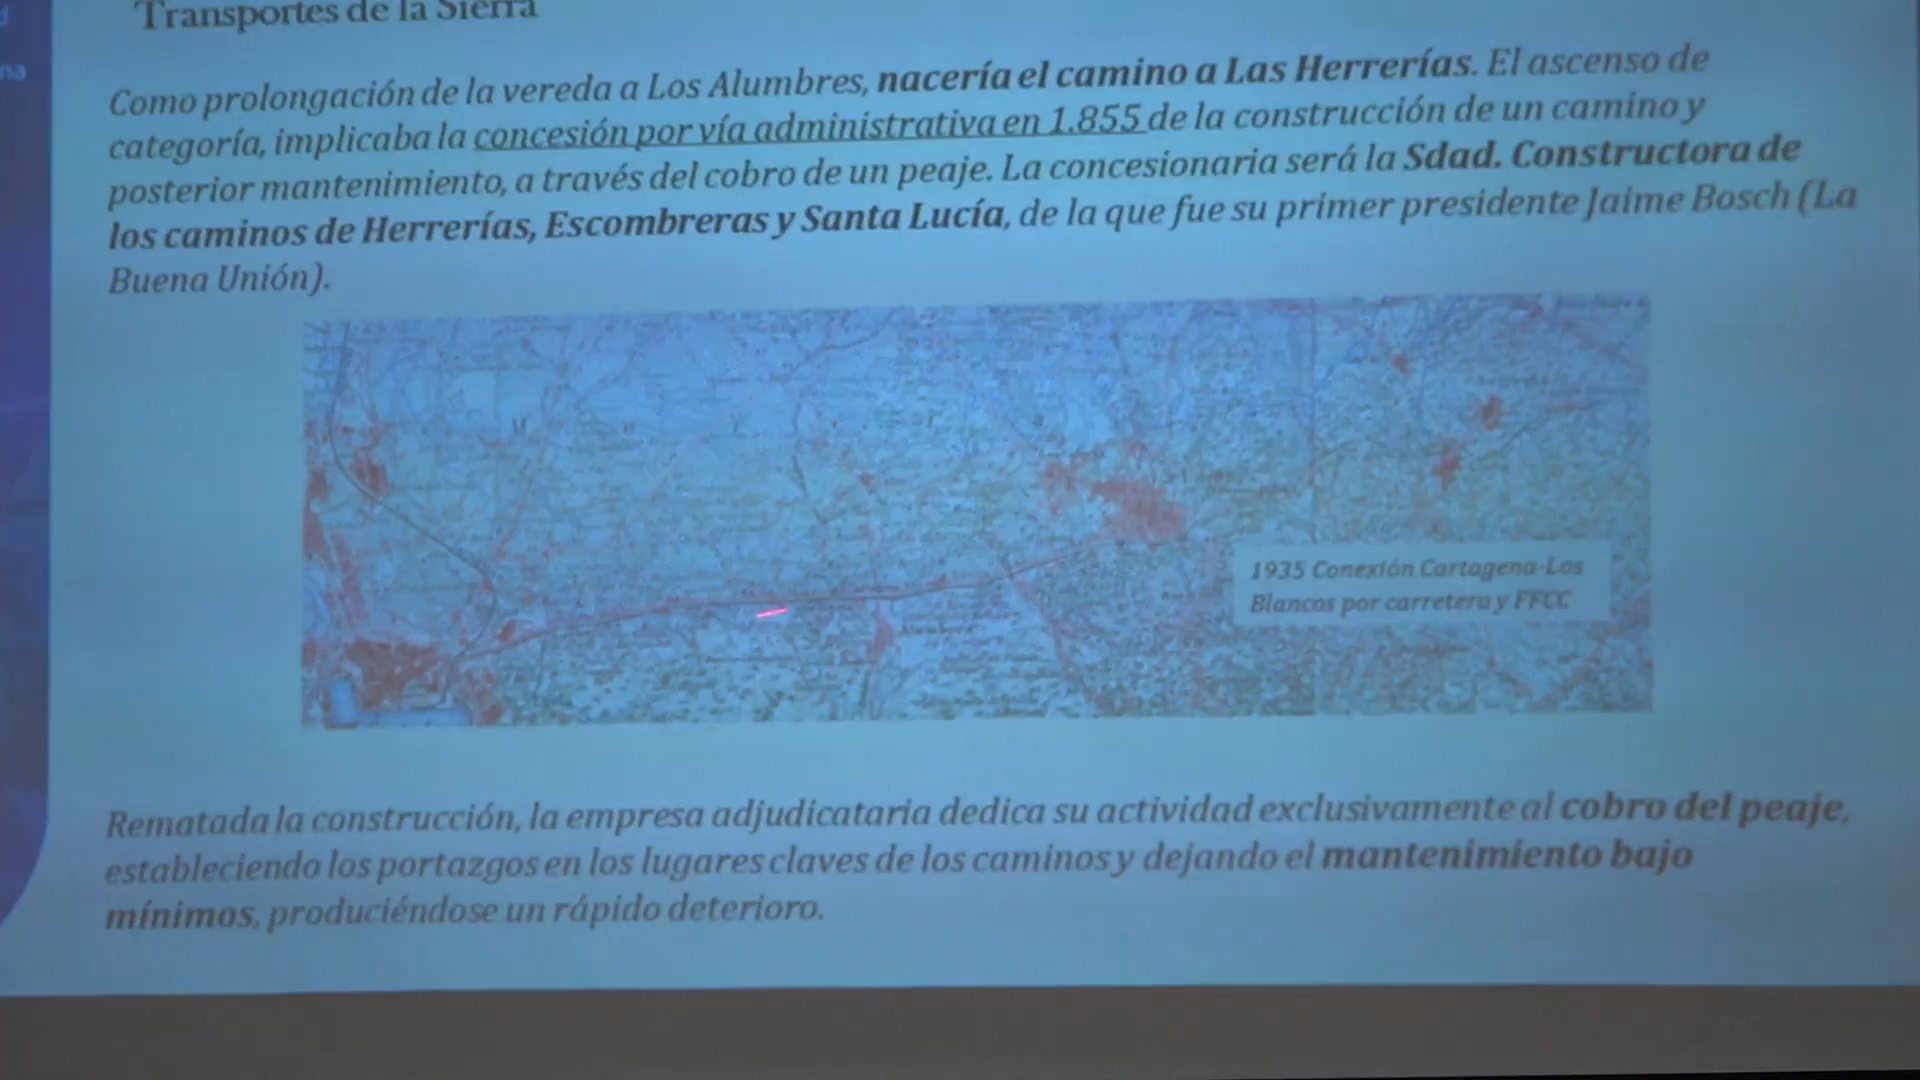 Transportes de la Sierra
na
Como prolongación de la vereda a Los Alumbres, nacería el camino a Las Herrerías. El ascenso de
categoría, implicaba la concesión por vía administrativa en 1.855 de la construcción de un camino y
posterior mantenimiento, a través del cobro de un peaje. La concesionaria será la Sdad. Constructora de
los caminos de Herrerías, Escombreras y Santa Lucía, de la que fue su primer presidente Jaime Bosch (La
Buena Unión).
1935 Conexión Cartagena-Los
Blancos por carretera y FFCC
Rematada la construcción, la empresa adjudicataria dedica su actividad exclusivamente al cobro del peaje,
estableciendo los portazgos en los lugares claves de los caminos y dejando el mantenimiento bajo
mínimos, produciéndose un rápido deterioro.